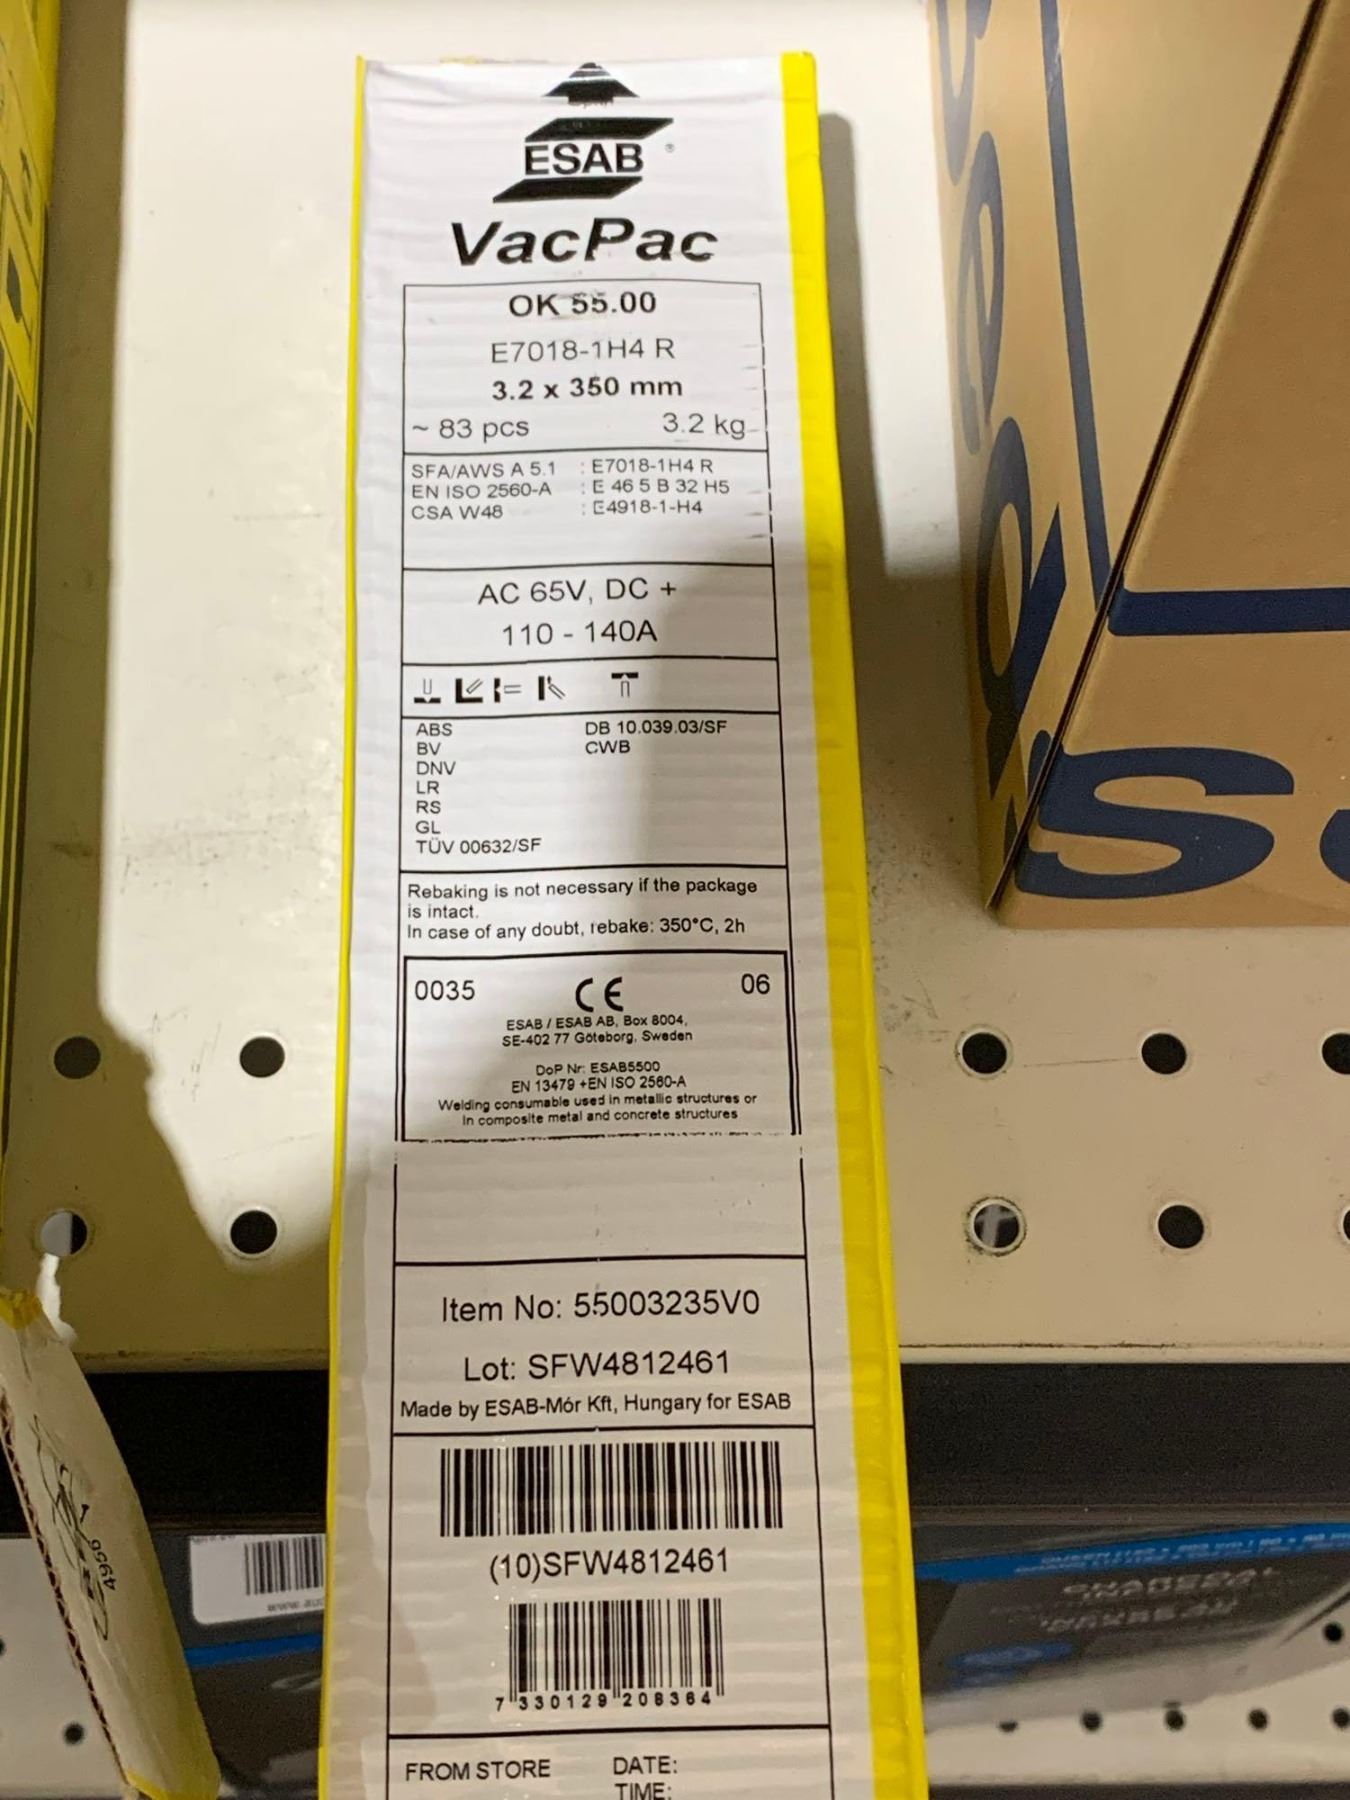 ESAB ®
VacPac
OK 55.00
E7018-1H4 R
3.2 x 350 mm
~ 83 pcs 3.2 kg
SFA/AWS A 5.1 : E7018-1H4 R
EN ISO 2560-A : E 46 5 B 32 H5
CSA W48 : E4918-1-H4
AC 65V, DC +
110 - 140A
ABS DB 10.039.03/SF
BV CWB
DNV
LR
RS
GL
TÜV 00632/SF
Rebaking is not necessary if the package
is intact.
In case of any doubt, rebake: 350°C, 2h
0035 CE 06
ESAB / ESAB AB, Box 8004,
SE-402 77 Göteborg, Sweden
DoP Nr: ESAB5500
EN 13479 +EN ISO 2560-A
Welding consumable used in metallic structures or
in composite metal and concrete structures
Item No: 55003235V0
Lot: SFW4812461
Made by ESAB-Mór Kft, Hungary for ESAB
(10)SFW4812461
7 330129 208364
FROM STORE DATE:
TIME:
4956